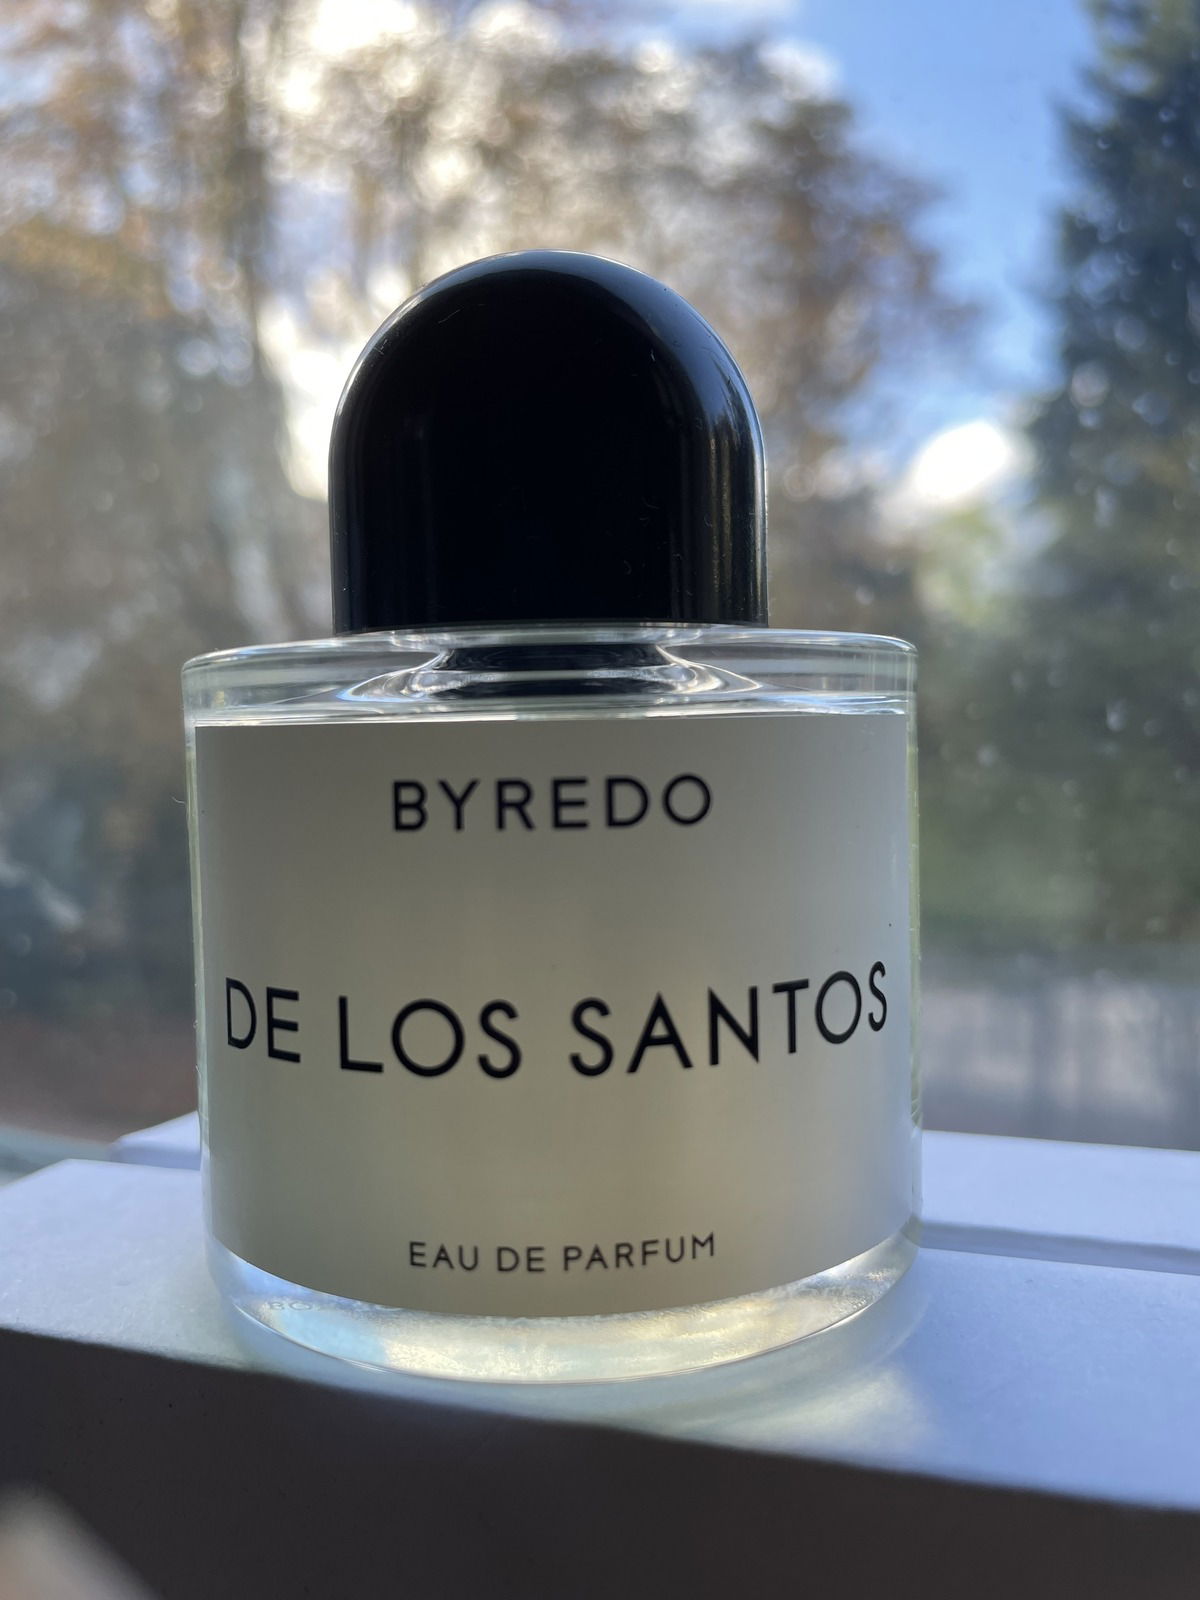 BYREDO
DE LOS SANTOS
EAU DE PARFUM